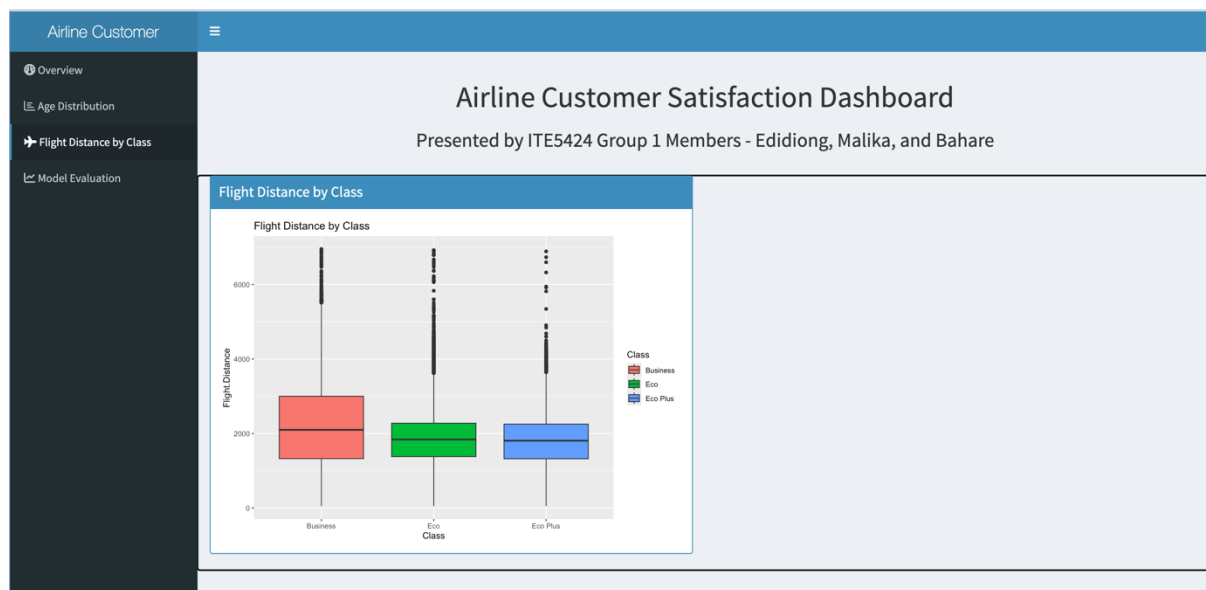 Airline Customer
Overview
Age Distribution
Flight Distance by Class
Model Evaluation
Airline Customer Satisfaction Dashboard
Presented by ITE5424 Group 1 Members - Edidiong, Malika, and Bahare
Flight Distance by Class
Flight Distance by Class
Flight.Distance
6000
4000
2000
0
Business
Eco
Eco Plus
Class
Class
Business
Eco
Eco Plus